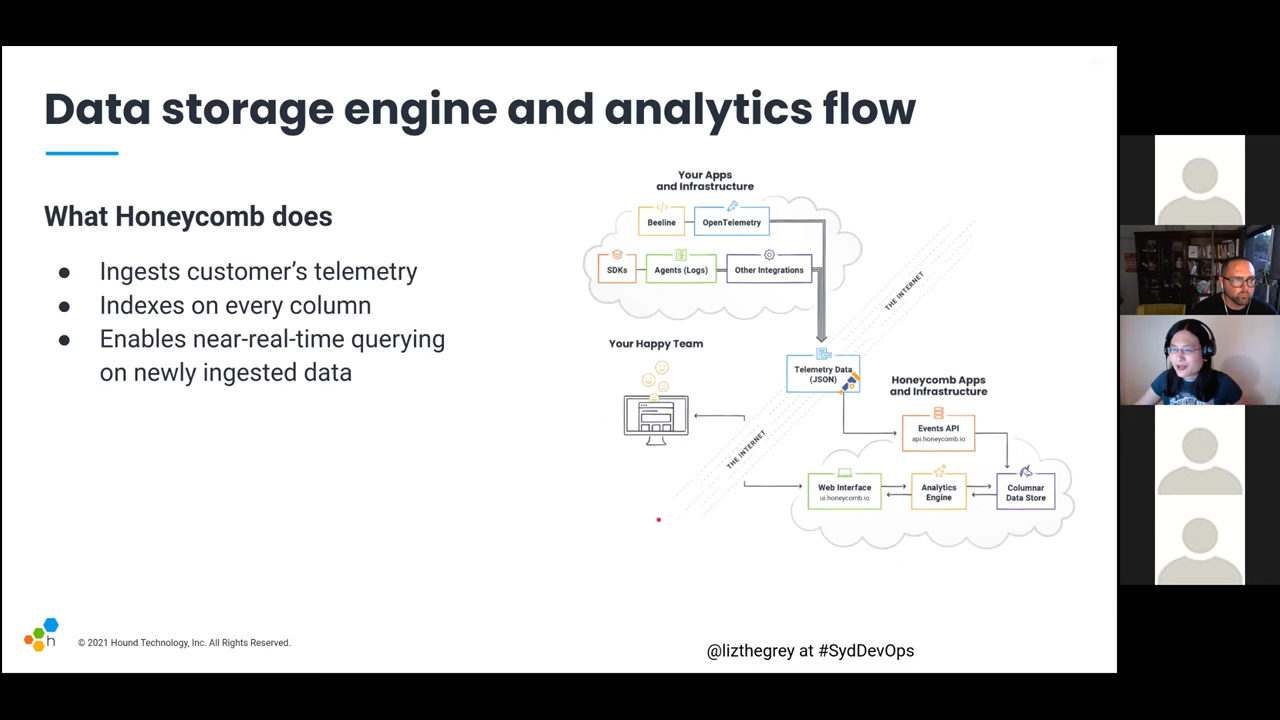 Data storage engine and analytics flow
What Honeycomb does
● Ingests customer's telemetry
● Indexes on every column
● Enables near-real-time querying
on newly ingested data
Your Apps
and Infrastructure
Beeline
OpenTelemetry
SDKs
Agents (Logs)
Other Integrations
THE INTERNET
Your Happy Team
Telemetry Data
(JSON)
Honeycomb Apps
and Infrastructure
Events API
api.honeycomb.io
THE INTERNET
Web Interface
ui.honeycomb.io
Analytics
Engine
Columnar
Data Store
h
© 2021 Hound Technology, Inc. All Rights Reserved.
@lizthegrey at #SydDevOps